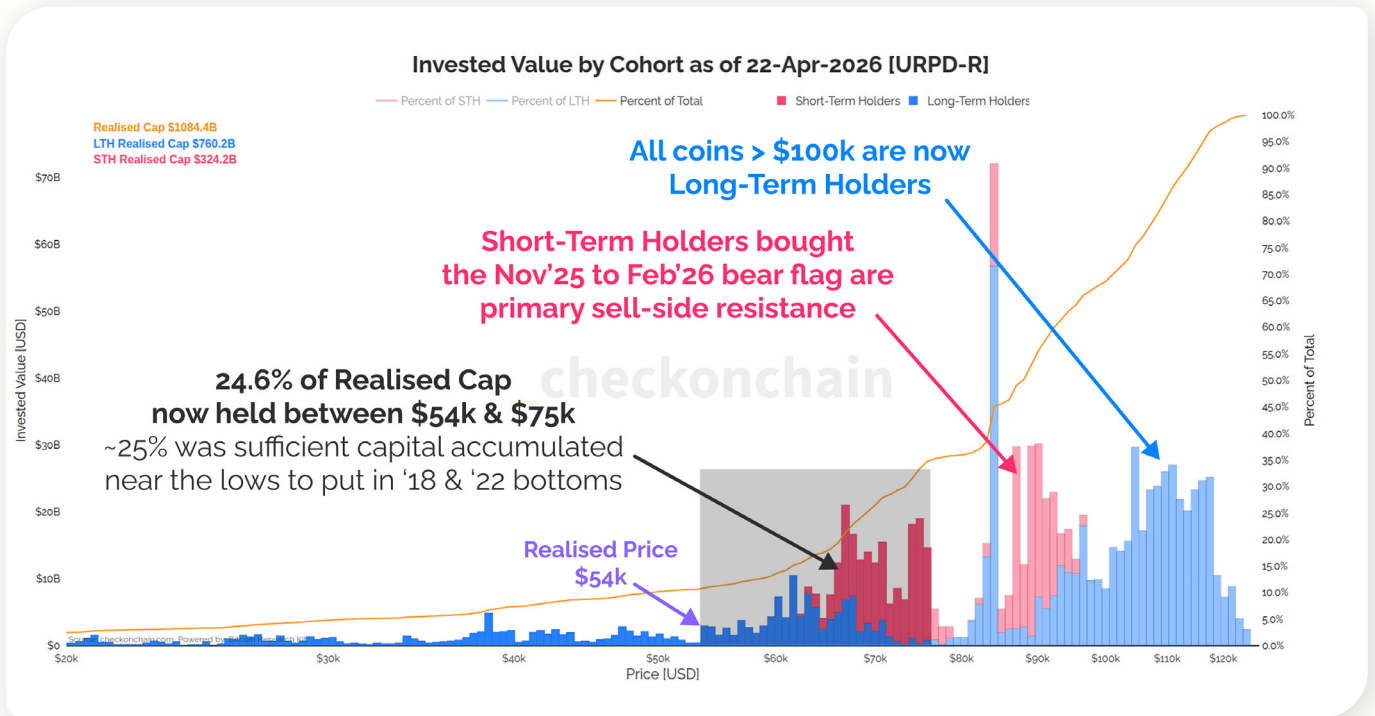 Invested Value by Cohort as of 22-Apr-2026 [URPD-R]
Percent of STH Percent of LTH Percent of Total Short-Term Holders Long-Term Holders
Realised Cap $1084.4B
LTH Realised Cap $760.2B
STH Realised Cap $324.2B
All coins > $100k are now
Long-Term Holders
Short-Term Holders bought
the Nov'25 to Feb'26 bear flag are
primary sell-side resistance
checkonchain
24.6% of Realised Cap
now held between $54k & $75k
~25% was sufficient capital accumulated
near the lows to put in ‘18 & ‘22 bottoms
Realised Price
$54k
Invested Value [USD]
$70B
$60B
$50B
$40B
$30B
$20B
$10B
$0
100.0%
95.0%
90.0%
85.0%
80.0%
75.0%
70.0%
65.0%
60.0%
55.0%
50.0%
45.0%
40.0%
35.0%
30.0%
25.0%
20.0%
15.0%
10.0%
5.0%
0.0%
Percent of Total
checkonchain.com, Powered by
$20k $30k $40k $50k $60k $70k $80k $90k $100k $110k $120k
Price [USD]